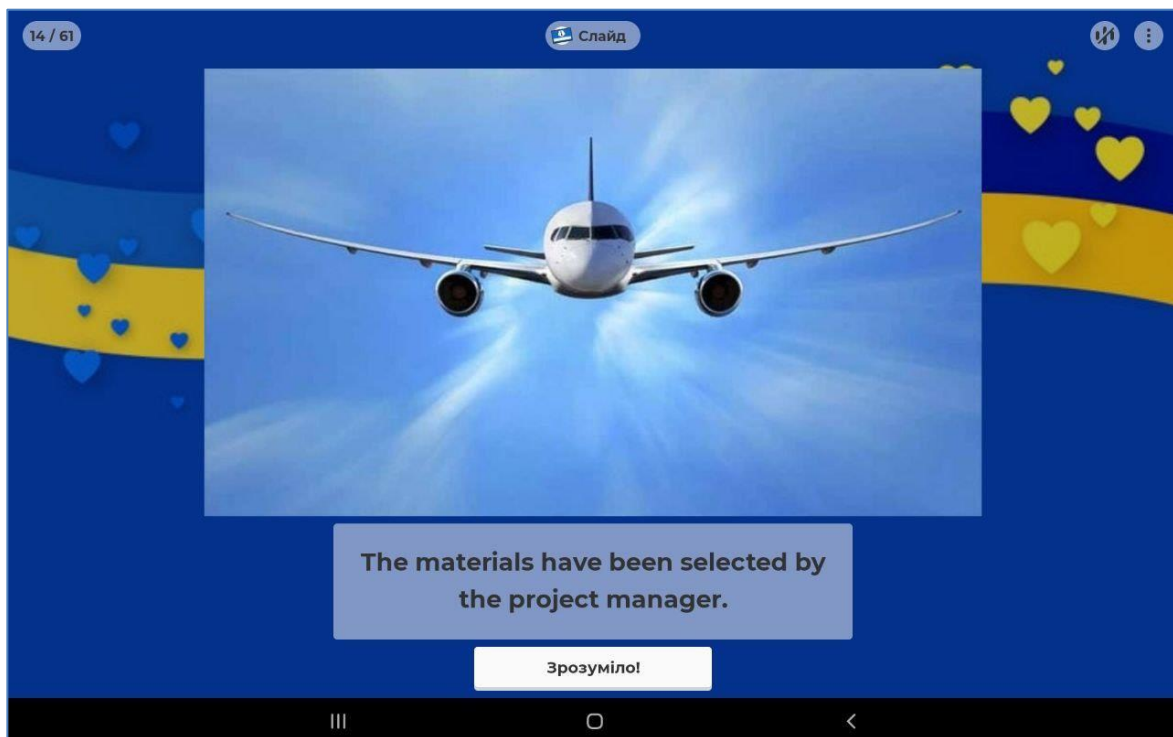 14 / 61
Слайд
The materials have been selected by
the project manager.
Зрозуміло!